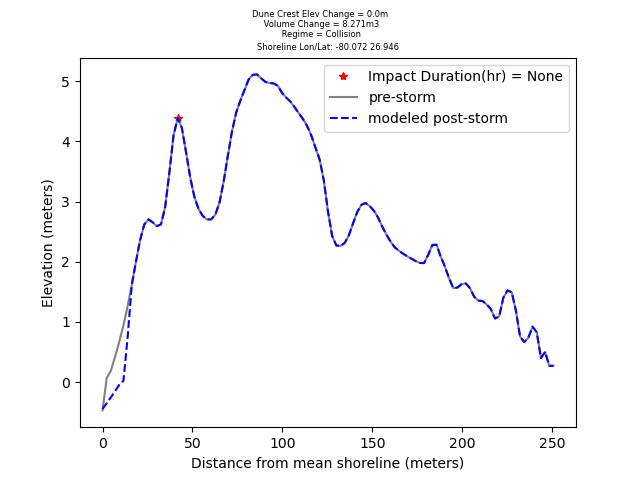 Dune Crest Elev Change = 0.0m
Volume Change = 8.271m3
Regime = Collision
Shoreline Lon/Lat: -80.072 26.946
Impact Duration(hr) = None
pre-storm
modeled post-storm
Elevation (meters)
5
4
3
2
1
0
0 50 100 150 200 250
Distance from mean shoreline (meters)